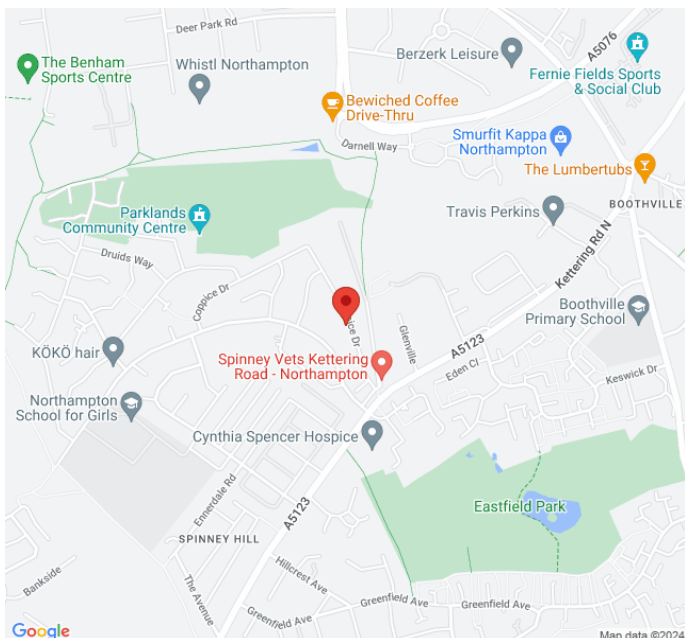 Deer Park Rd
The Benham
Sports Centre
Whistl Northampton
Berzerk Leisure
A5076
Fernie Fields Sports
& Social Club
Bewiched Coffee
Drive-Thru
Darnell Way
Smurfit Kappa
Northampton
The Lumbertubs
BOOTHVILLE
Parklands
Community Centre
Travis Perkins
Kettering Rd N
Druids Way
Coppice Dr
ice Dr
Glenville
Boothville
Primary School
KÖKÖ hair
Spinney Vets Kettering
Road - Northampton
A5123
Eden Cl
Keswick Dr
Northampton
School for Girls
Cynthia Spencer Hospice
Ennerdale Rd
A5123
Eastfield Park
SPINNEY HILL
Hillcrest Ave
The Avenue
Bankside
Greenfield Ave
Greenfield Ave
Greenfield Ave
Google
Map data ©2024